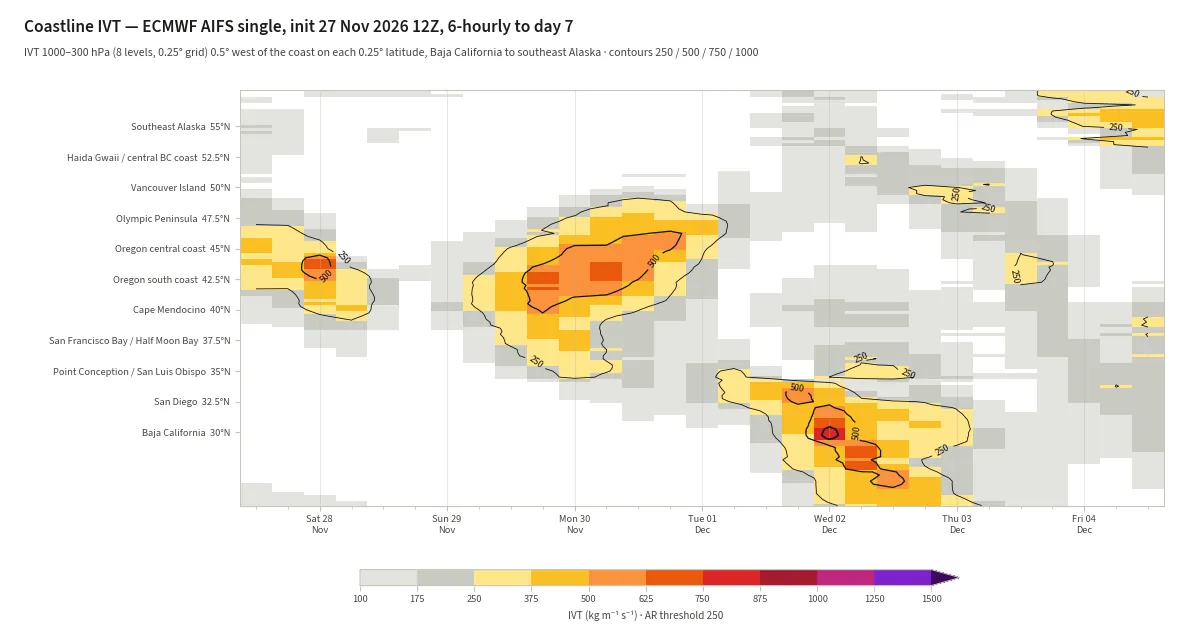 Coastline IVT — ECMWF AIFS single, init 27 Nov 2026 12Z, 6-hourly to day 7
IVT 1000–300 hPa (8 levels, 0.25° grid) 0.5° west of the coast on each 0.25° latitude, Baja California to southeast Alaska · contours 250 / 500 / 750 / 1000
Southeast Alaska 55°N
Haida Gwaii / central BC coast 52.5°N
Vancouver Island 50°N
Olympic Peninsula 47.5°N
Oregon central coast 45°N
Oregon south coast 42.5°N
Cape Mendocino 40°N
San Francisco Bay / Half Moon Bay 37.5°N
Point Conception / San Luis Obispo 35°N
San Diego 32.5°N
Baja California 30°N
250
250
250
250
250
500
500
250
250
250
250
500
500
250
Sat 28 Sun 29 Mon 30 Tue 01 Wed 02 Thu 03 Fri 04
Nov Nov Nov Dec Dec Dec Dec
100 175 250 375 500 625 750 875 1000 1250 1500
IVT (kg m⁻¹ s⁻¹) · AR threshold 250